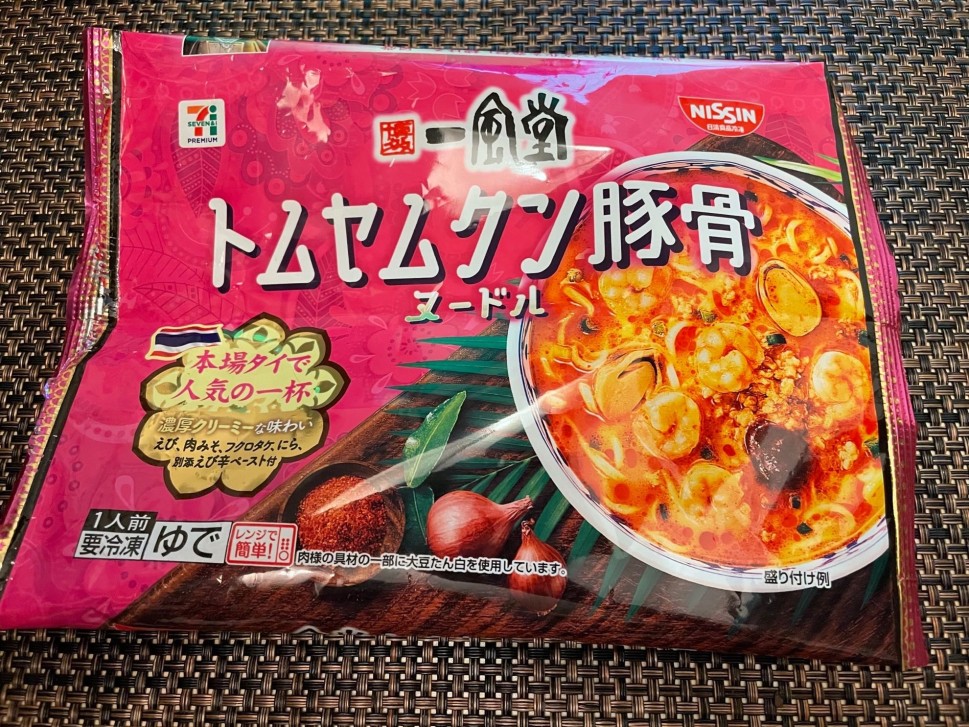 7
SEVEN & i
PREMIUM
博多
一風堂
NISSIN
日清食品冷凍
トムヤムクン豚骨
ヌードル
本場タイで
人気の一杯
濃厚クリーミーな味わい
えび、肉みそ、フクロタケ、にら、
別添えび辛ペースト付
1人前
要冷凍
ゆで
レンジで
簡単!
肉様の具材の一部に大豆たん白を使用しています。
盛り付け例